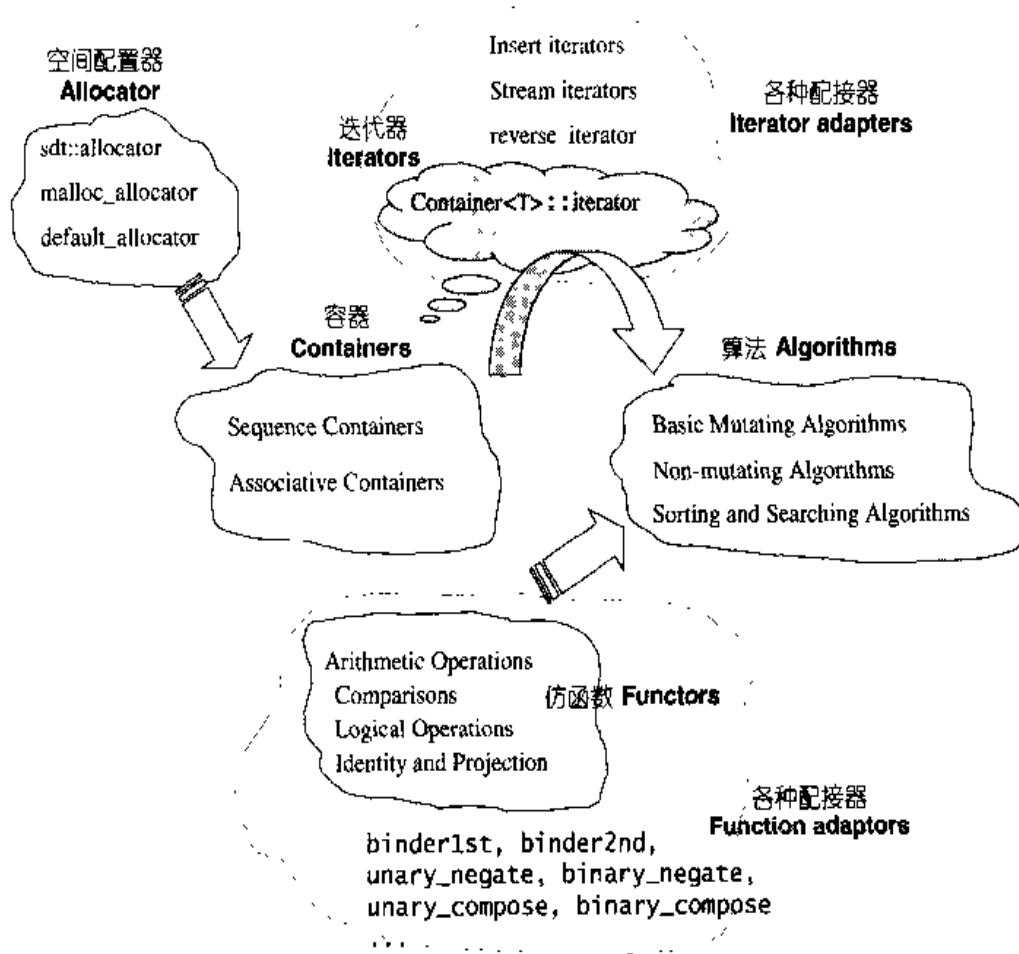 空间配置器
Allocator
sdt::allocator
malloc_allocator
default_allocator
迭代器
Iterators
Insert iterators
Stream iterators
reverse iterator
Container<T>::iterator
各种配接器
Iterator adapters
容器
Containers
Sequence Containers
Associative Containers
算法 Algorithms
Basic Mutating Algorithms
Non-mutating Algorithms
Sorting and Searching Algorithms
Arithmetic Operations
Comparisons
Logical Operations
Identity and Projection
仿函数 Functors
各种配接器
Function adaptors
binder1st, binder2nd,
unary_negate, binary_negate,
unary_compose, binary_compose
...